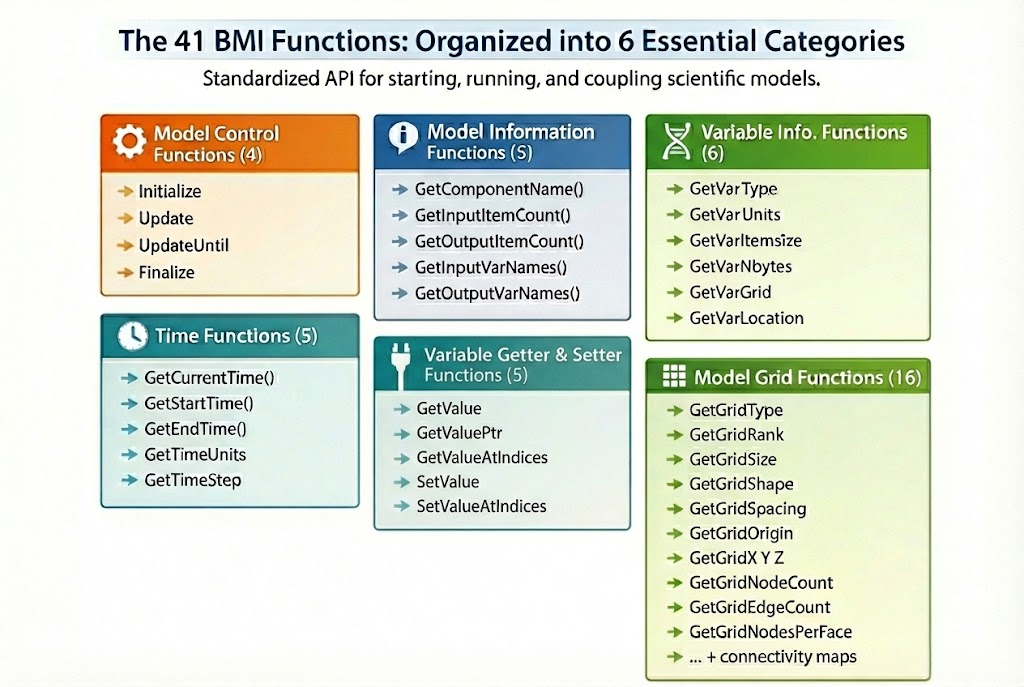 The 41 BMI Functions: Organized into 6 Essential Categories
Standardized API for starting, running, and coupling scientific models.
Model Control
Functions (4)
Initialize
Update
UpdateUntil
Finalize
Model Information
Functions (5)
GetComponentName()
GetInputItemCount()
GetOutputItemCount()
GetInputVarNames()
GetOutputVarNames()
Variable Info. Functions
(6)
GetVarType
GetVarUnits
GetVarItemsize
GetVarNbytes
GetVarGrid
GetVarLocation
Time Functions (5)
GetCurrentTime()
GetStartTime()
GetEndTime()
GetTimeUnits
GetTimeStep
Variable Getter & Setter
Functions (5)
GetValue
GetValuePtr
GetValueAtIndices
SetValue
SetValueAtIndices
Model Grid Functions (16)
GetGridType
GetGridRank
GetGridSize
GetGridShape
GetGridSpacing
GetGridOrigin
GetGridX Y Z
GetGridNodeCount
GetGridEdgeCount
GetGridNodesPerFace
... + connectivity maps